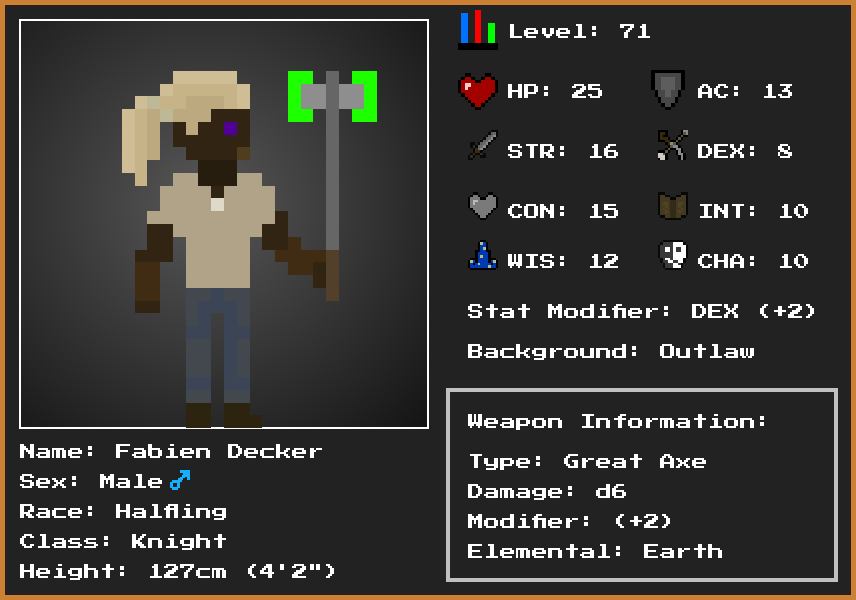 Level: 71
HP: 25
AC: 13
STR: 16
DEX: 8
CON: 15
INT: 10
WIS: 12
CHA: 10
Stat Modifier: DEX (+2)
Background: Outlaw
Weapon Information:
Type: Great Axe
Damage: d6
Modifier: (+2)
Elemental: Earth
Name: Fabien Decker
Sex: Male♂
Race: Halfling
Class: Knight
Height: 127cm (4'2")